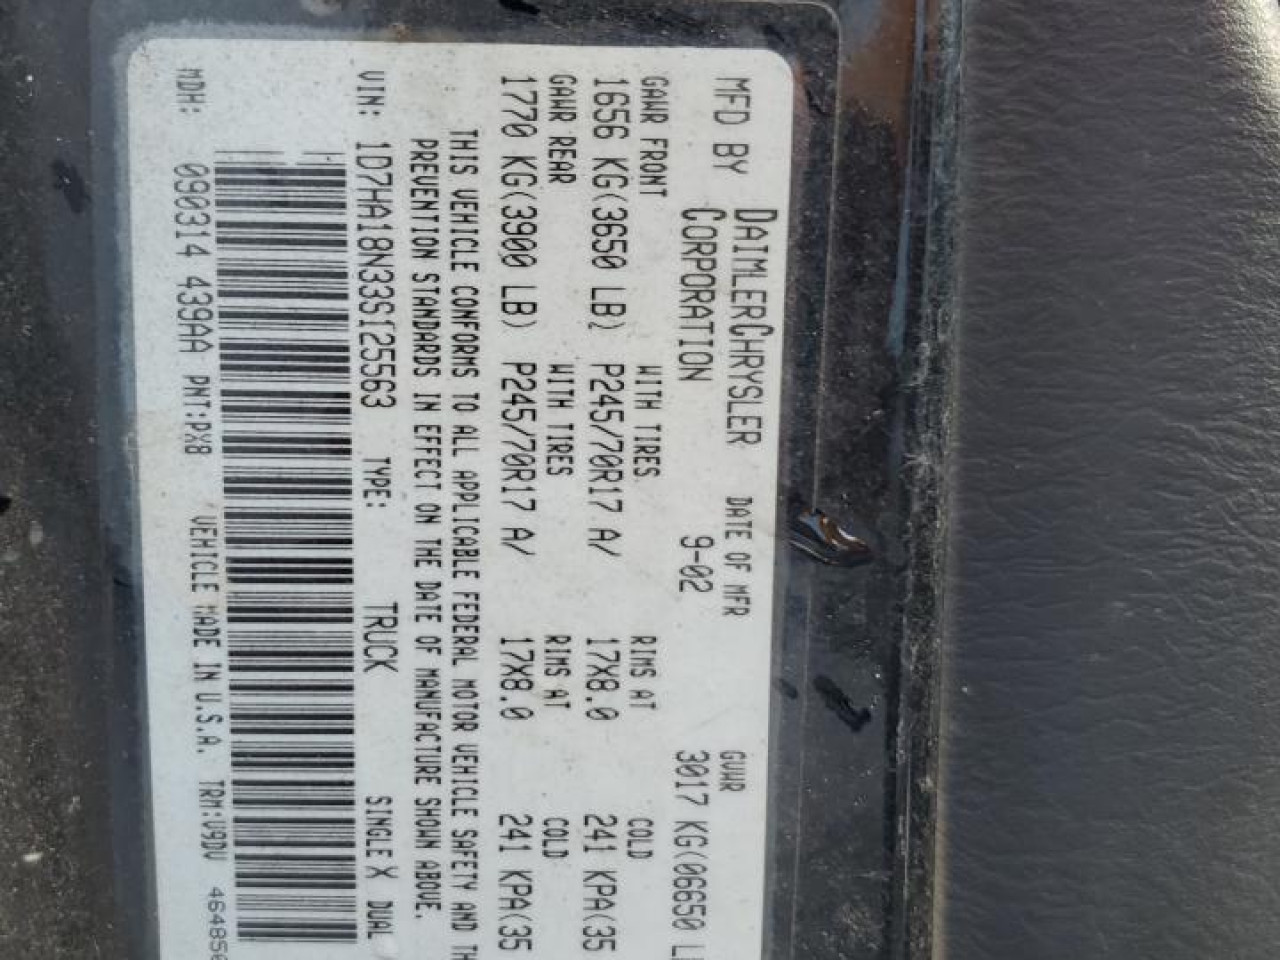 MFD BY DAIMLERCHRYSLER CORPORATION DATE OF MFR 9-02 GVWR 3017 KG(06650 L
GAWR FRONT WITH TIRES RIMS AT COLD
1656 KG(3650 LB) P245/70R17 A/ 17X8.0 241 KPA(35
GAWR REAR WITH TIRES RIMS AT COLD
1770 KG(3900 LB) P245/70R17 A/ 17X8.0 241 KPA(35
THIS VEHICLE CONFORMS TO ALL APPLICABLE FEDERAL MOTOR VEHICLE SAFETY AND TH
PREVENTION STANDARDS IN EFFECT ON THE DATE OF MANUFACTURE SHOWN ABOVE.
VIN: 1D7HA18N33S125563 TYPE: TRUCK SINGLE X DUAL
MDH: 090314 439AA PNT:PX8 VEHICLE MADE IN U.S.A. TRM:V9DV 464856